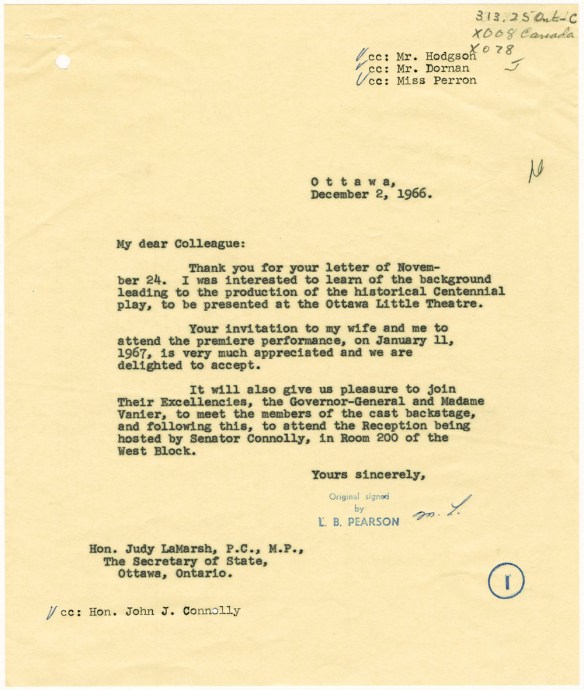 313.25 Ont-C
X008 Canada
X078
J
cc: Mr. Hodgson
cc: Mr. Dornan
cc: Miss Perron
O t t a w a,
December 2, 1966.
My dear Colleague:
Thank you for your letter of Novem-
ber 24. I was interested to learn of the background
leading to the production of the historical Centennial
play, to be presented at the Ottawa Little Theatre.
Your invitation to my wife and me to
attend the premiere performance, on January 11,
1967, is very much appreciated and we are
delighted to accept.
It will also give us pleasure to join
Their Excellencies, the Governor-General and Madame
Vanier, to meet the members of the cast backstage,
and following this, to attend the Reception being
hosted by Senator Connolly, in Room 200 of the
West Block.
Yours sincerely,
Original signed
by
L. B. PEARSON
Hon. Judy LaMarsh, P.C., M.P.,
The Secretary of State,
Ottawa, Ontario.
1
cc: Hon. John J. Connolly